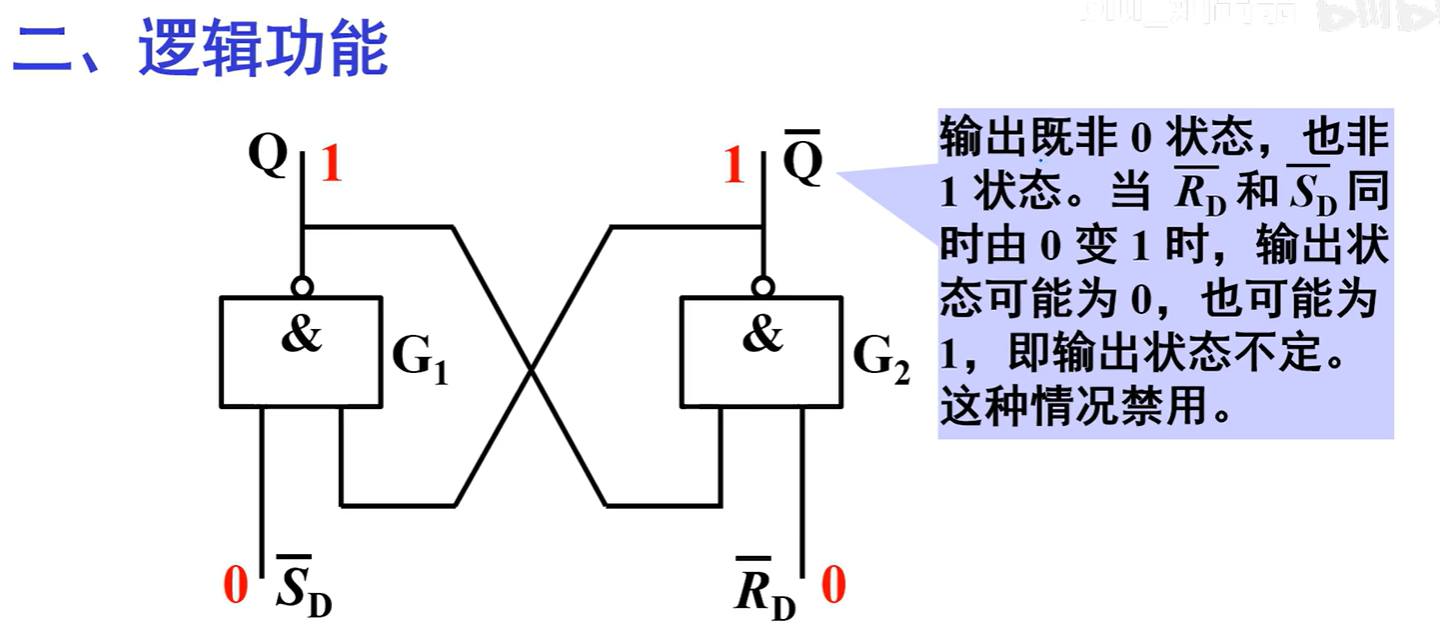 二、逻辑功能
Q 1
1 Q̅
输出既非 0 状态，也非
1 状态。当 R̅D 和 S̅D 同
时由 0 变 1 时，输出状
态可能为 0，也可能为
1，即输出状态不定。
这种情况禁用。
& G1
& G2
0 S̅D
R̅D 0